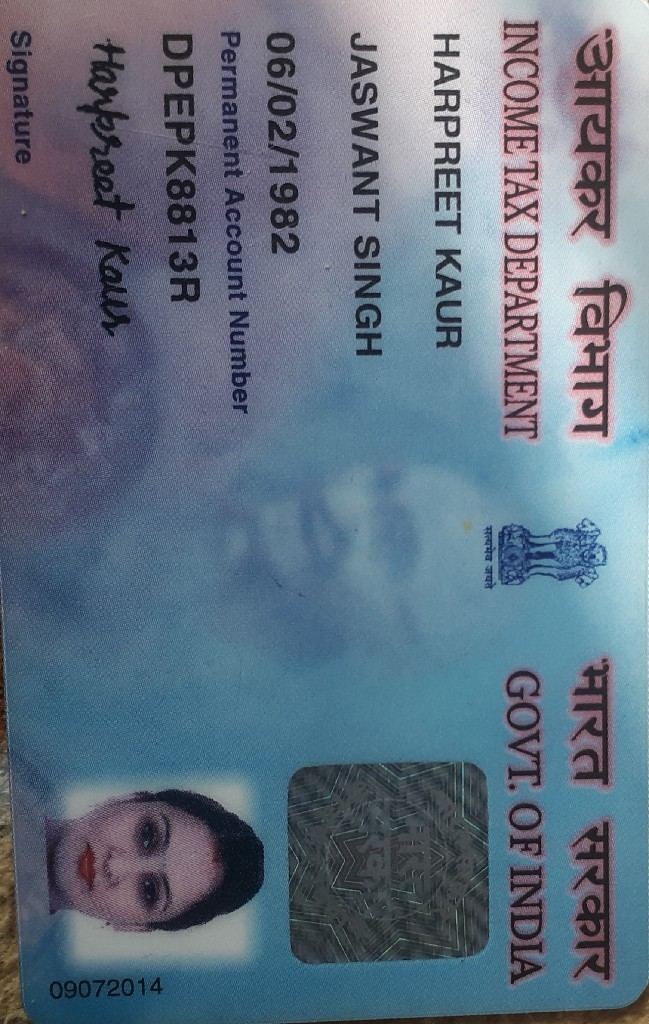 आयकर विभाग
INCOME TAX DEPARTMENT
सत्यमेव जयते
भारत सरकार
GOVT. OF INDIA
HARPREET KAUR
JASWANT SINGH
06/02/1982
Permanent Account Number
DPEPK8813R
Harpreet Kaur
Signature
09072014